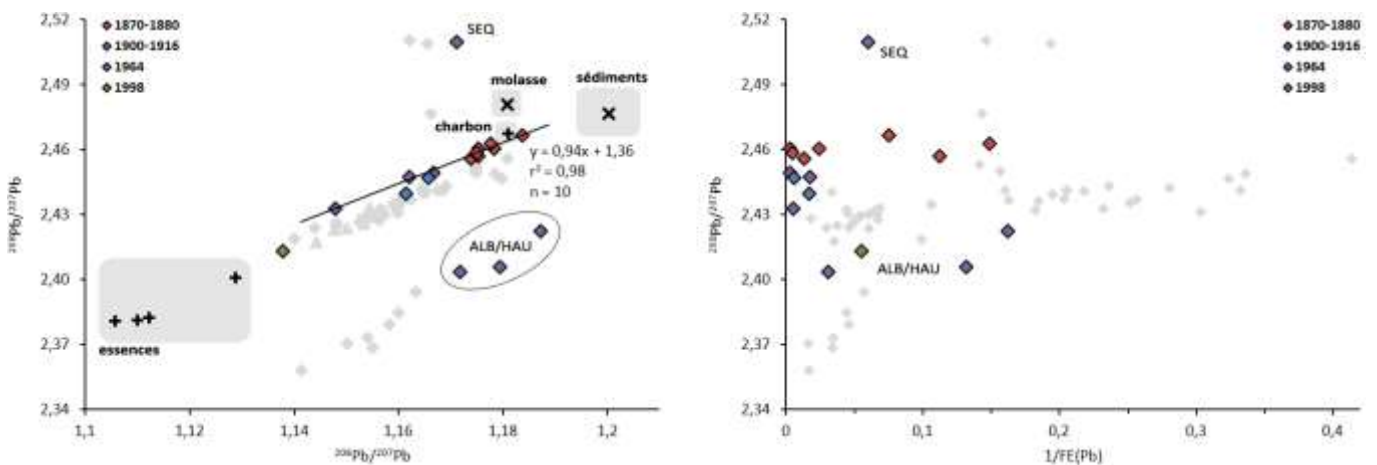 2,52
2,49
2,46
2,43
2,40
2,37
2,34
²⁰⁸Pb/²⁰⁷Pb
1870-1880
1900-1916
1964
1998
SEQ
molasse
sédiments
charbon
y = 0,94x + 1,36
r² = 0,98
n = 10
ALB/HAU
essences
1,1
1,12
1,14
1,16
1,18
1,2
²⁰⁶Pb/²⁰⁷Pb
2,52
2,49
2,46
2,43
2,40
2,37
2,34
²⁰⁸Pb/²⁰⁷Pb
SEQ
1870-1880
1900-1916
1964
1998
ALB/HAU
0
0,1
0,2
0,3
0,4
1/FE(Pb)